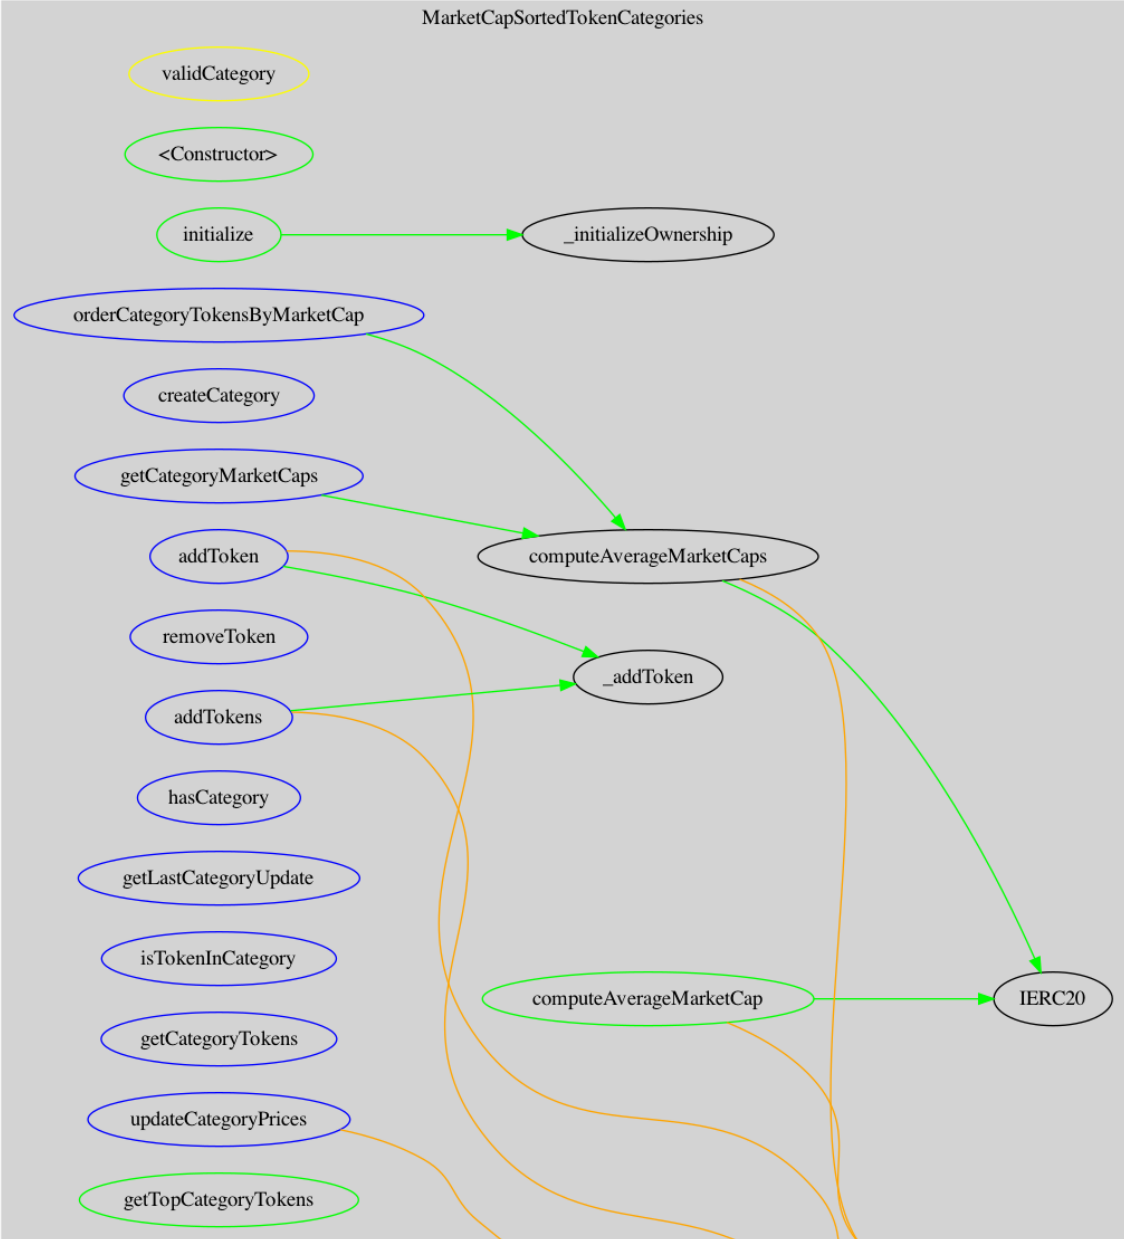 MarketCapSortedTokenCategories
validCategory
<Constructor>
initialize
_initializeOwnership
orderCategoryTokensByMarketCap
createCategory
getCategoryMarketCaps
addToken
computeAverageMarketCaps
removeToken
_addToken
addTokens
hasCategory
getLastCategoryUpdate
isTokenInCategory
computeAverageMarketCap
IERC20
getCategoryTokens
updateCategoryPrices
getTopCategoryTokens